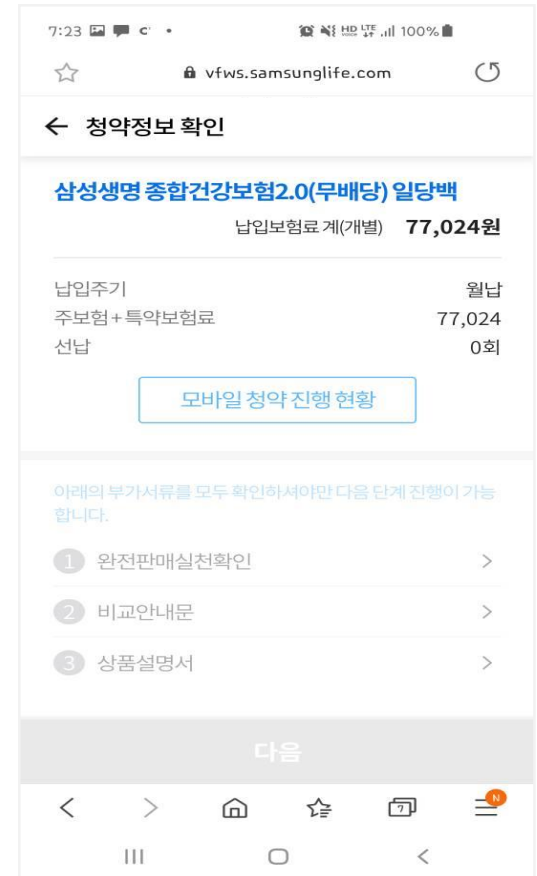 7:23 HD LTE 100%
vfws.samsunglife.com
청약정보 확인
삼성생명 종합건강보험2.0(무배당) 일당백
납입보험료 계(개별) 77,024원
납입주기 월납
주보험+특약보험료 77,024
선납 0회
모바일 청약 진행 현황
아래의 부가서류를 모두 확인하셔야만 다음 단계 진행이 가능
합니다.
1 완전판매실천확인
2 비교안내문
3 상품설명서
다음
7 N